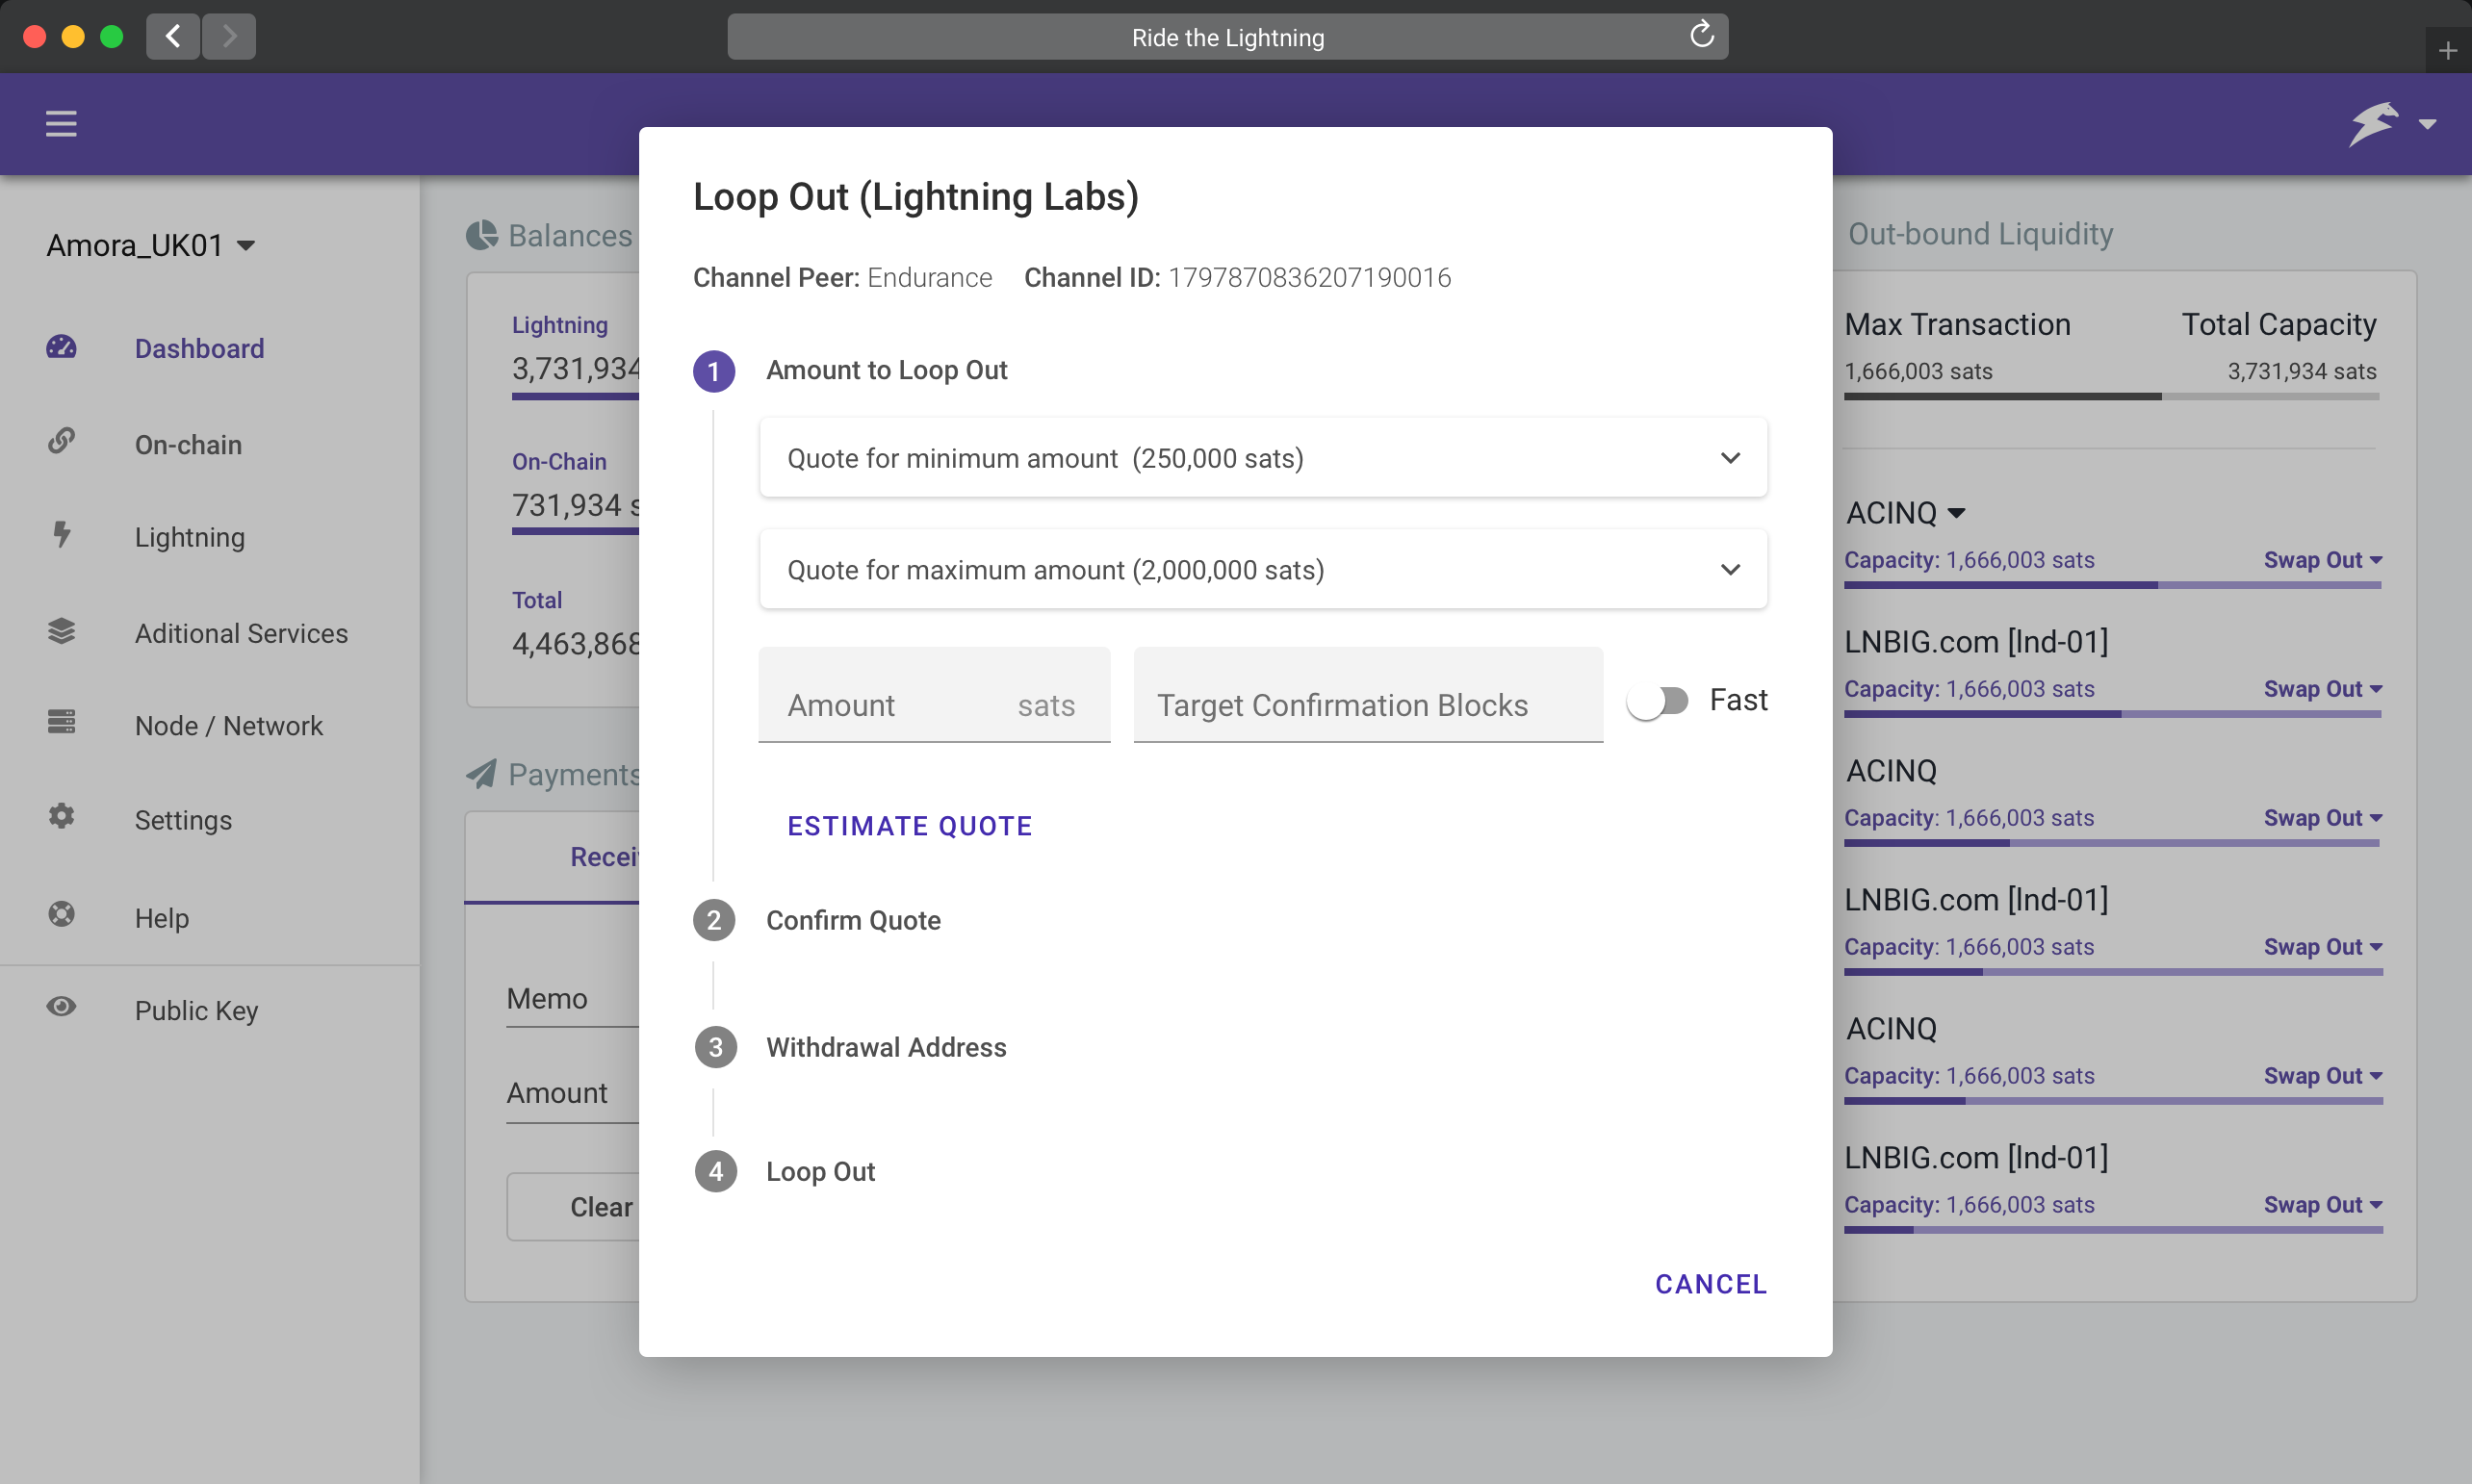 Ride the Lightning
Amora_UK01
Dashboard
On-chain
Lightning
Aditional Services
Node / Network
Settings
Help
Public Key
Balances
Lightning
3,731,934
On-Chain
731,934 s
Total
4,463,868
Payments
Recei
Memo
Amount
Clear
Loop Out (Lightning Labs)
Channel Peer: Endurance Channel ID: 1797870836207190016
1 Amount to Loop Out
Quote for minimum amount (250,000 sats)
Quote for maximum amount (2,000,000 sats)
Amount sats Target Confirmation Blocks Fast
ESTIMATE QUOTE
2 Confirm Quote
3 Withdrawal Address
4 Loop Out
CANCEL
Out-bound Liquidity
Max Transaction Total Capacity
1,666,003 sats 3,731,934 sats
ACINQ
Capacity: 1,666,003 sats Swap Out
LNBIG.com [lnd-01]
Capacity: 1,666,003 sats Swap Out
ACINQ
Capacity: 1,666,003 sats Swap Out
LNBIG.com [lnd-01]
Capacity: 1,666,003 sats Swap Out
ACINQ
Capacity: 1,666,003 sats Swap Out
LNBIG.com [lnd-01]
Capacity: 1,666,003 sats Swap Out